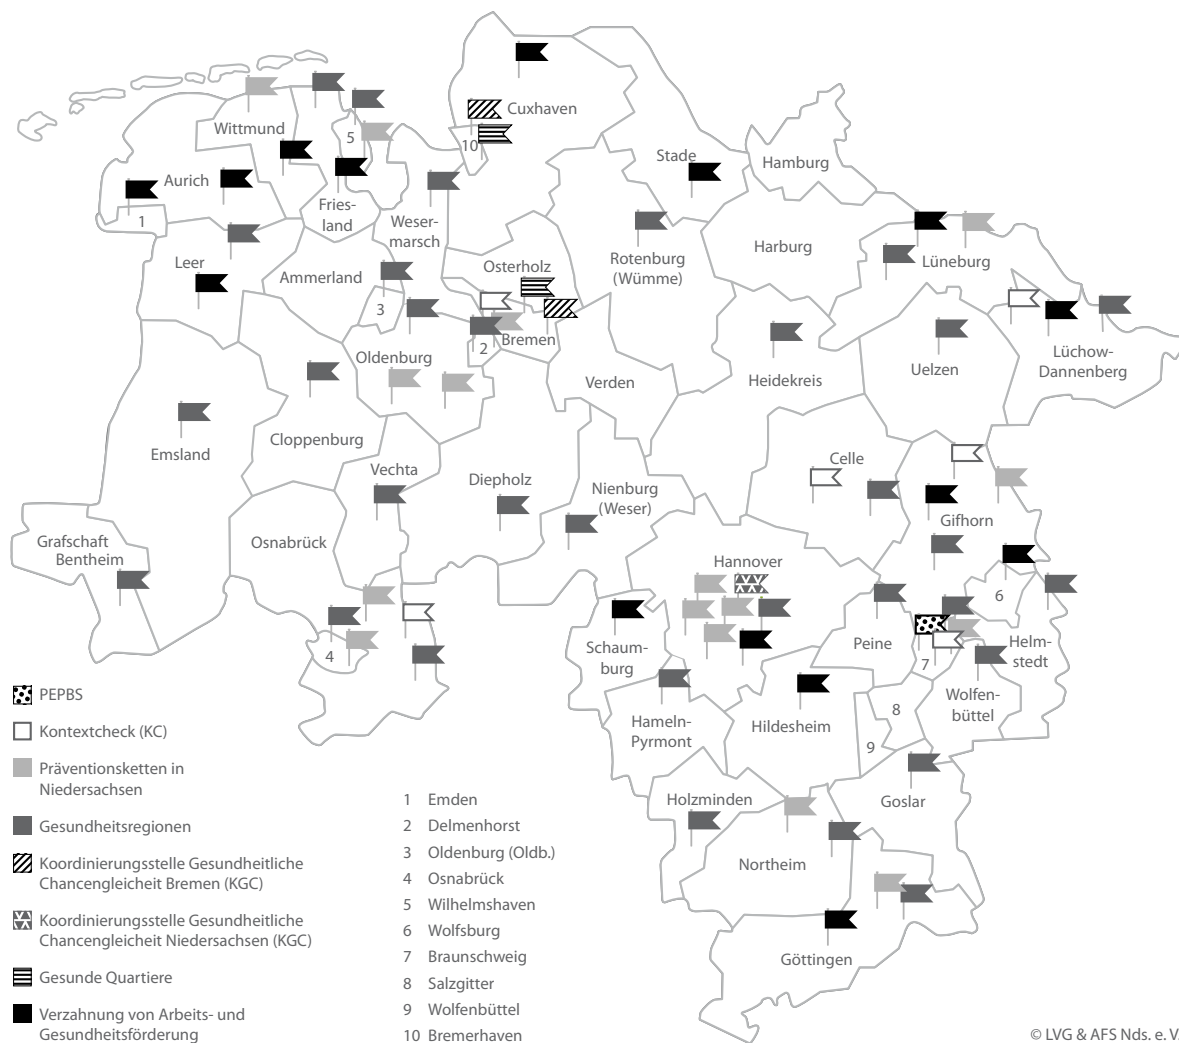 Cuxhaven
Wittmund
5
10
Stade
Hamburg
Aurich
1
Fries-
land
Weser-
marsch
Leer
Ammerland
Osterholz
Rotenburg
(Wümme)
Harburg
Lüneburg
3
2
Bremen
Oldenburg
Verden
Heidekreis
Uelzen
Lüchow-
Dannenberg
Emsland
Cloppenburg
Vechta
Diepholz
Nienburg
(Weser)
Celle
Gifhorn
Grafschaft
Bentheim
Osnabrück
Hannover
6
4
Schaum-
burg
Peine
7
Helm-
stedt
Wolfen-
büttel
Hameln-
Pyrmont
Hildesheim
8
9
Holzminden
Goslar
Northeim
Göttingen
PEPBS
Kontextcheck (KC)
Präventionsketten in
Niedersachsen
Gesundheitsregionen
Koordinierungsstelle Gesundheitliche
Chancengleicheit Bremen (KGC)
Koordinierungsstelle Gesundheitliche
Chancengleicheit Niedersachsen (KGC)
Gesunde Quartiere
Verzahnung von Arbeits- und
Gesundheitsförderung
1 Emden
2 Delmenhorst
3 Oldenburg (Oldb.)
4 Osnabrück
5 Wilhelmshaven
6 Wolfsburg
7 Braunschweig
8 Salzgitter
9 Wolfenbüttel
10 Bremerhaven
© LVG & AFS Nds. e. V.